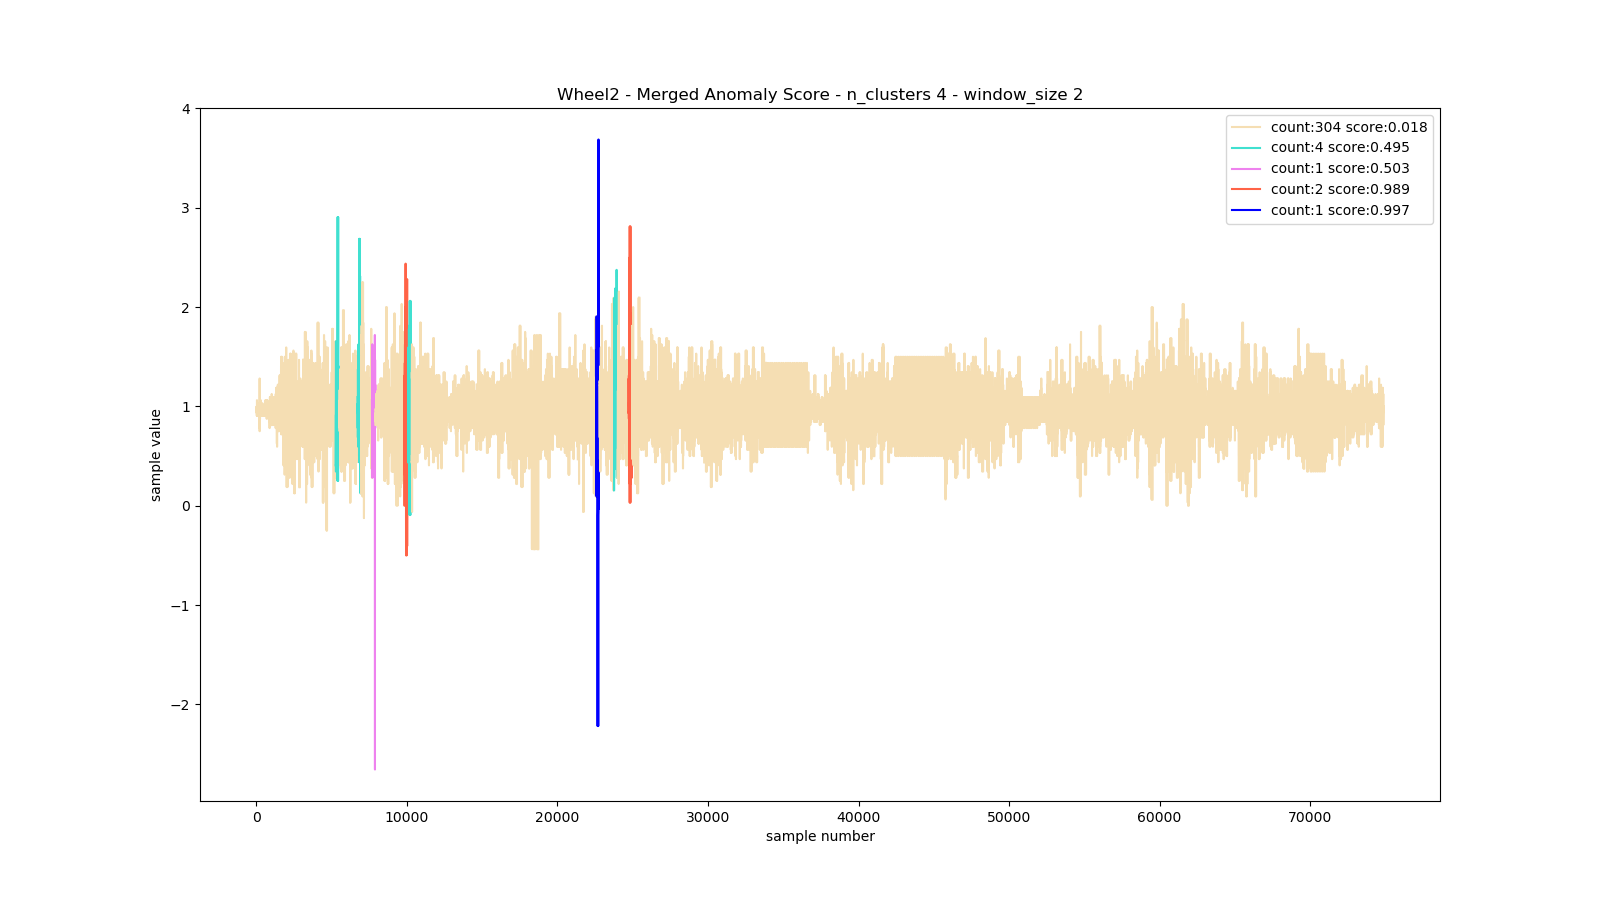 Wheel2 - Merged Anomaly Score - n_clusters 4 - window_size 2
count:304 score:0.018
count:4 score:0.495
count:1 score:0.503
count:2 score:0.989
count:1 score:0.997
4
3
2
1
0
−1
−2
sample value
0 10000 20000 30000 40000 50000 60000 70000
sample number